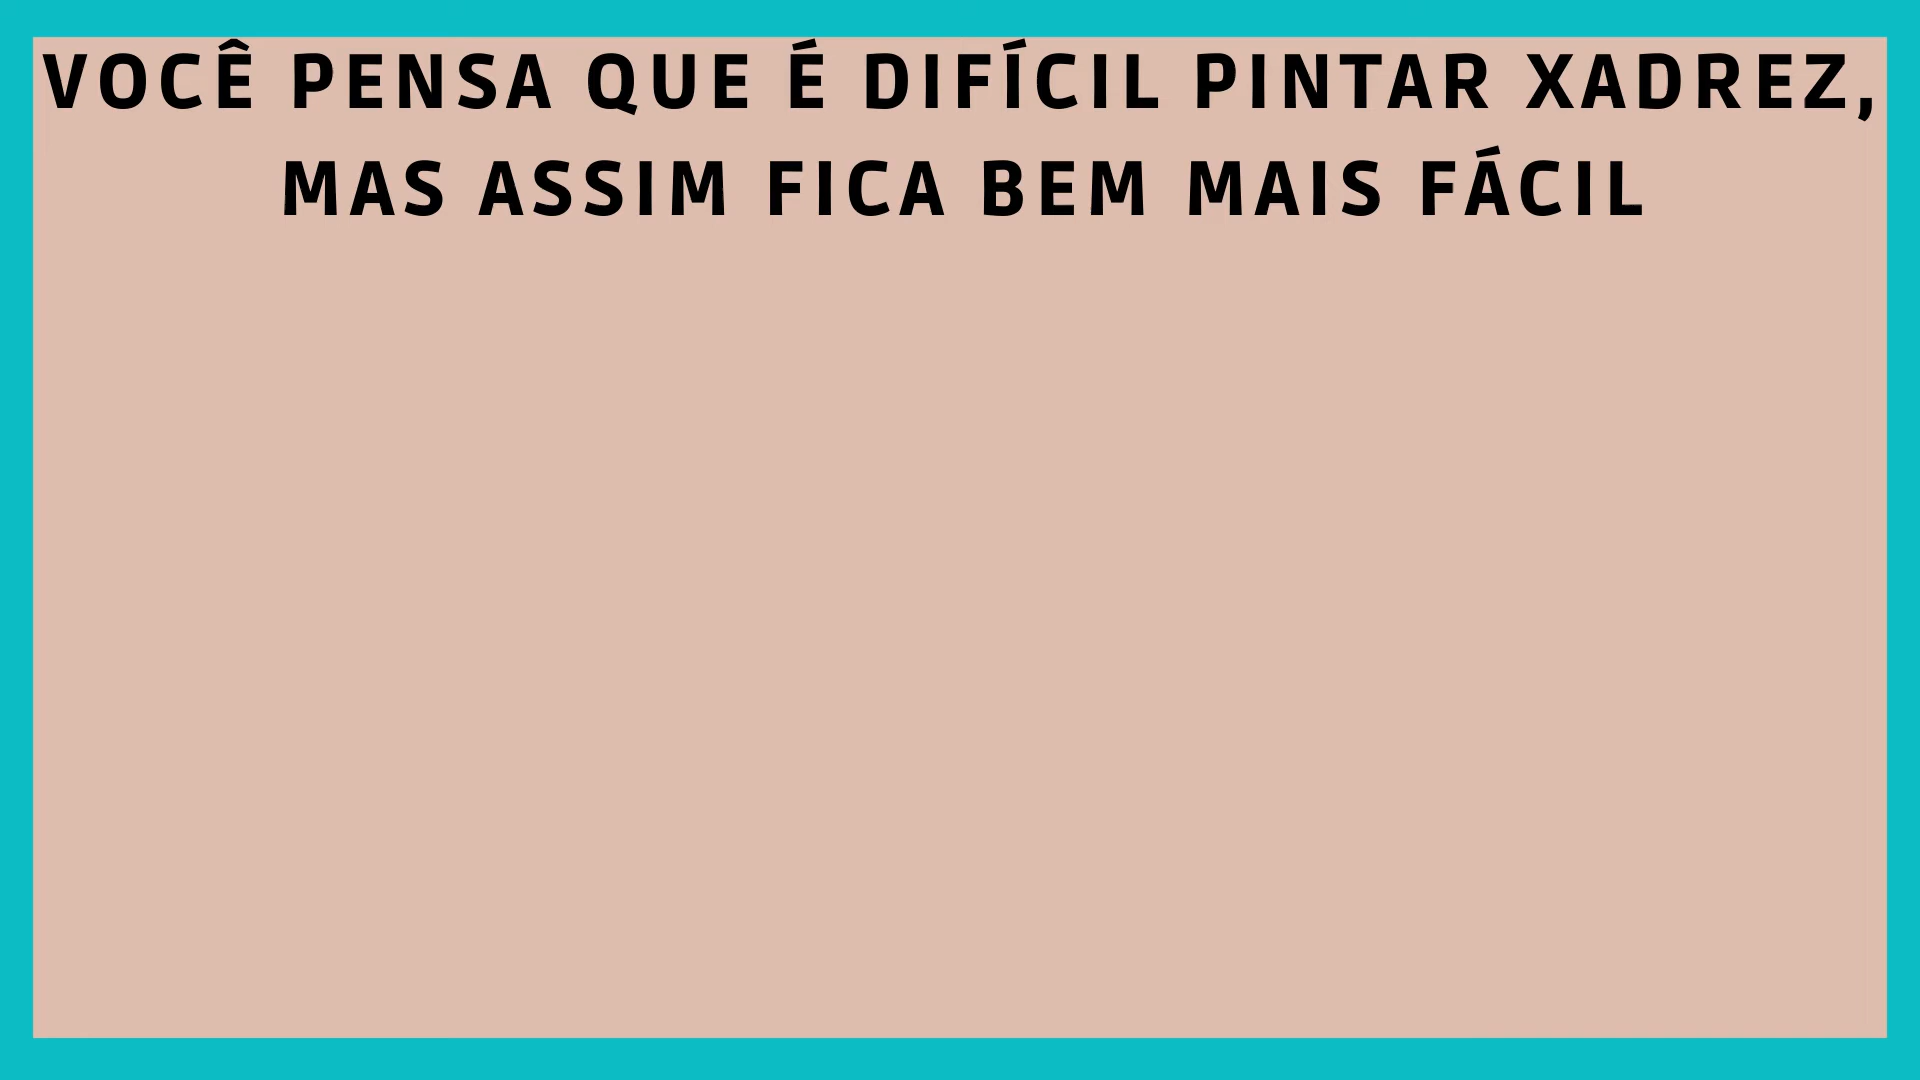 VOCÊ PENSA QUE É DIFÍCIL PINTAR XADREZ,
MAS ASSIM FICA BEM MAIS FÁCIL